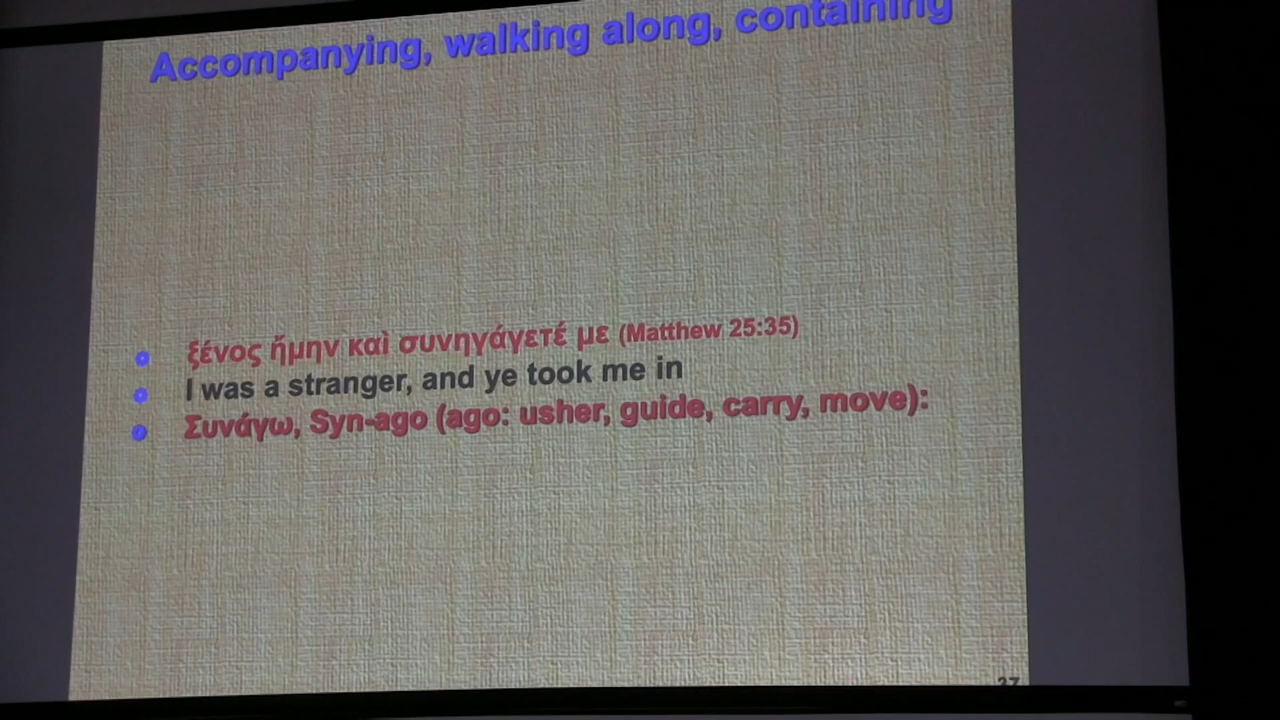 Accompanying, walking along, containing
ξένος ἤμην καὶ συνηγάγετέ με (Matthew 25:35)
I was a stranger, and ye took me in
Συνάγω, Syn-ago (ago: usher, guide, carry, move):
37